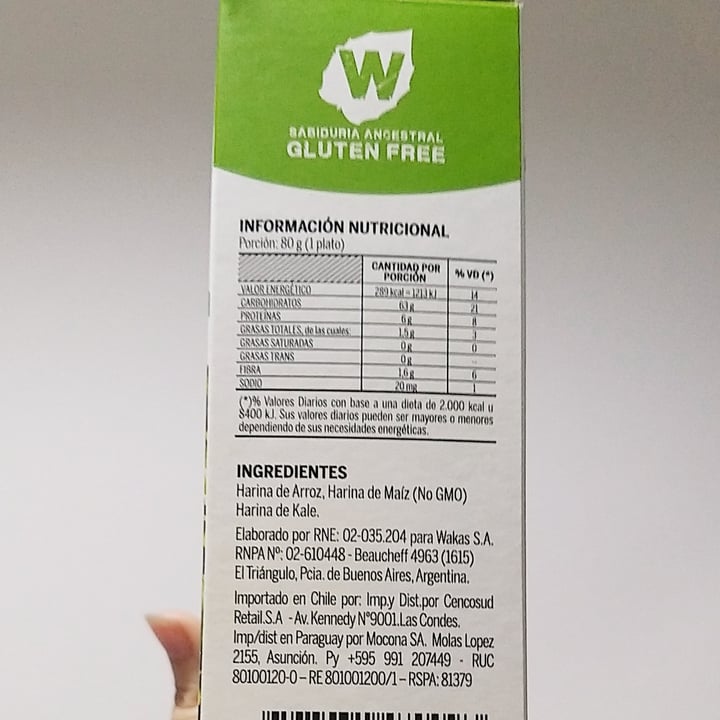 W
SABIDURIA ANCESTRAL
GLUTEN FREE
INFORMACIÓN NUTRICIONAL
Porción: 80 g (1 plato)
CANTIDAD POR PORCIÓN % VD (*)
VALOR ENERGÉTICO 289 kcal = 1213 kJ 14
CARBOHIDRATOS 63 g 21
PROTEÍNAS 6 g 8
GRASAS TOTALES, de las cuales: 1,5 g 3
GRASAS SATURADAS 0 g 0
GRASAS TRANS 0 g --
FIBRA 1,6 g 6
SODIO 20 mg 1
(*)% Valores Diarios con base a una dieta de 2.000 kcal u
8400 kJ. Sus valores diarios pueden ser mayores o menores
dependiendo de sus necesidades energéticas.
INGREDIENTES
Harina de Arroz, Harina de Maíz (No GMO)
Harina de Kale.
Elaborado por RNE: 02-035.204 para Wakas S.A.
RNPA Nº: 02-610448 - Beaucheff 4963 (1615)
El Triángulo, Pcia. de Buenos Aires, Argentina.
Importado en Chile por: Imp.y Dist.por Cencosud
Retail.S.A - Av. Kennedy N°9001.Las Condes.
Imp/dist en Paraguay por Mocona SA. Molas Lopez
2155, Asunción. Py +595 991 207449 - RUC
80100120-0 – RE 801001200/1 – RSPA: 81379